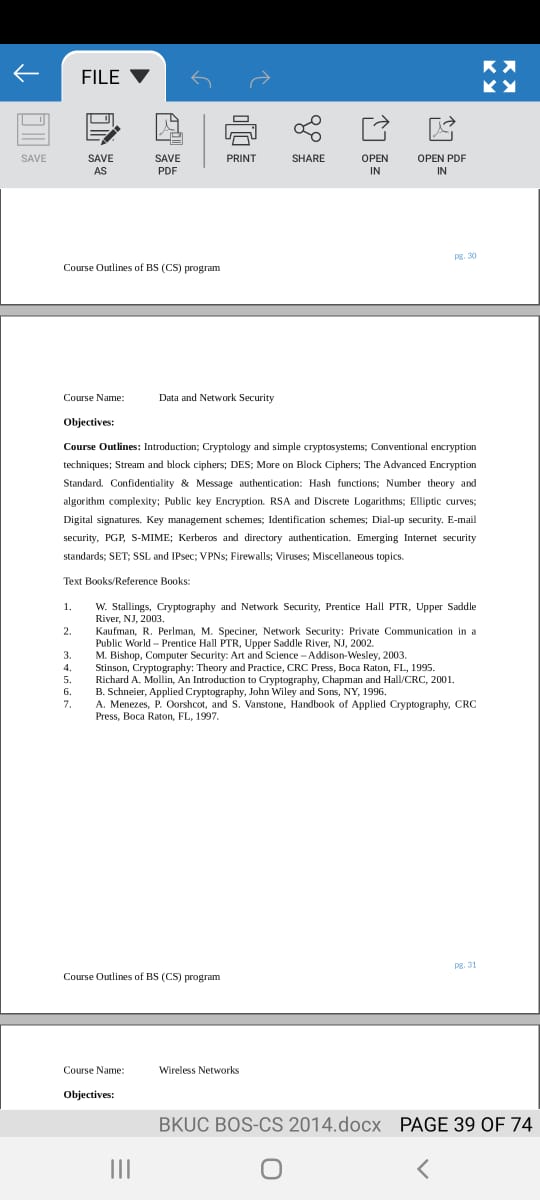 FILE
SAVE
SAVE AS
SAVE PDF
PRINT
SHARE
OPEN IN
OPEN PDF IN
pg. 30
Course Outlines of BS (CS) program
Course Name: Data and Network Security
Objectives:
Course Outlines: Introduction; Cryptology and simple cryptosystems; Conventional encryption
techniques; Stream and block ciphers; DES; More on Block Ciphers; The Advanced Encryption
Standard. Confidentiality & Message authentication: Hash functions; Number theory and
algorithm complexity; Public key Encryption. RSA and Discrete Logarithms; Elliptic curves;
Digital signatures. Key management schemes; Identification schemes; Dial-up security. E-mail
security, PGP, S-MIME; Kerberos and directory authentication. Emerging Internet security
standards; SET; SSL and IPsec; VPNs; Firewalls; Viruses; Miscellaneous topics.
Text Books/Reference Books:
1. W. Stallings, Cryptography and Network Security, Prentice Hall PTR, Upper Saddle
River, NJ, 2003.
2. Kaufman, R. Perlman, M. Speciner, Network Security: Private Communication in a
Public World – Prentice Hall PTR, Upper Saddle River, NJ, 2002.
3. M. Bishop, Computer Security: Art and Science – Addison-Wesley, 2003.
4. Stinson, Cryptography: Theory and Practice, CRC Press, Boca Raton, FL, 1995.
5. Richard A. Mollin, An Introduction to Cryptography, Chapman and Hall/CRC, 2001.
6. B. Schneier, Applied Cryptography, John Wiley and Sons, NY, 1996.
7. A. Menezes, P. Oorshcot, and S. Vanstone, Handbook of Applied Cryptography, CRC
Press, Boca Raton, FL, 1997.
pg. 31
Course Outlines of BS (CS) program
Course Name: Wireless Networks
Objectives:
BKUC BOS-CS 2014.docx PAGE 39 OF 74